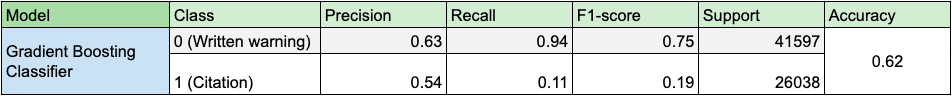 Model Class Precision Recall F1-score Support Accuracy
Gradient Boosting Classifier 0 (Written warning) 0.63 0.94 0.75 41597 0.62
1 (Citation) 0.54 0.11 0.19 26038